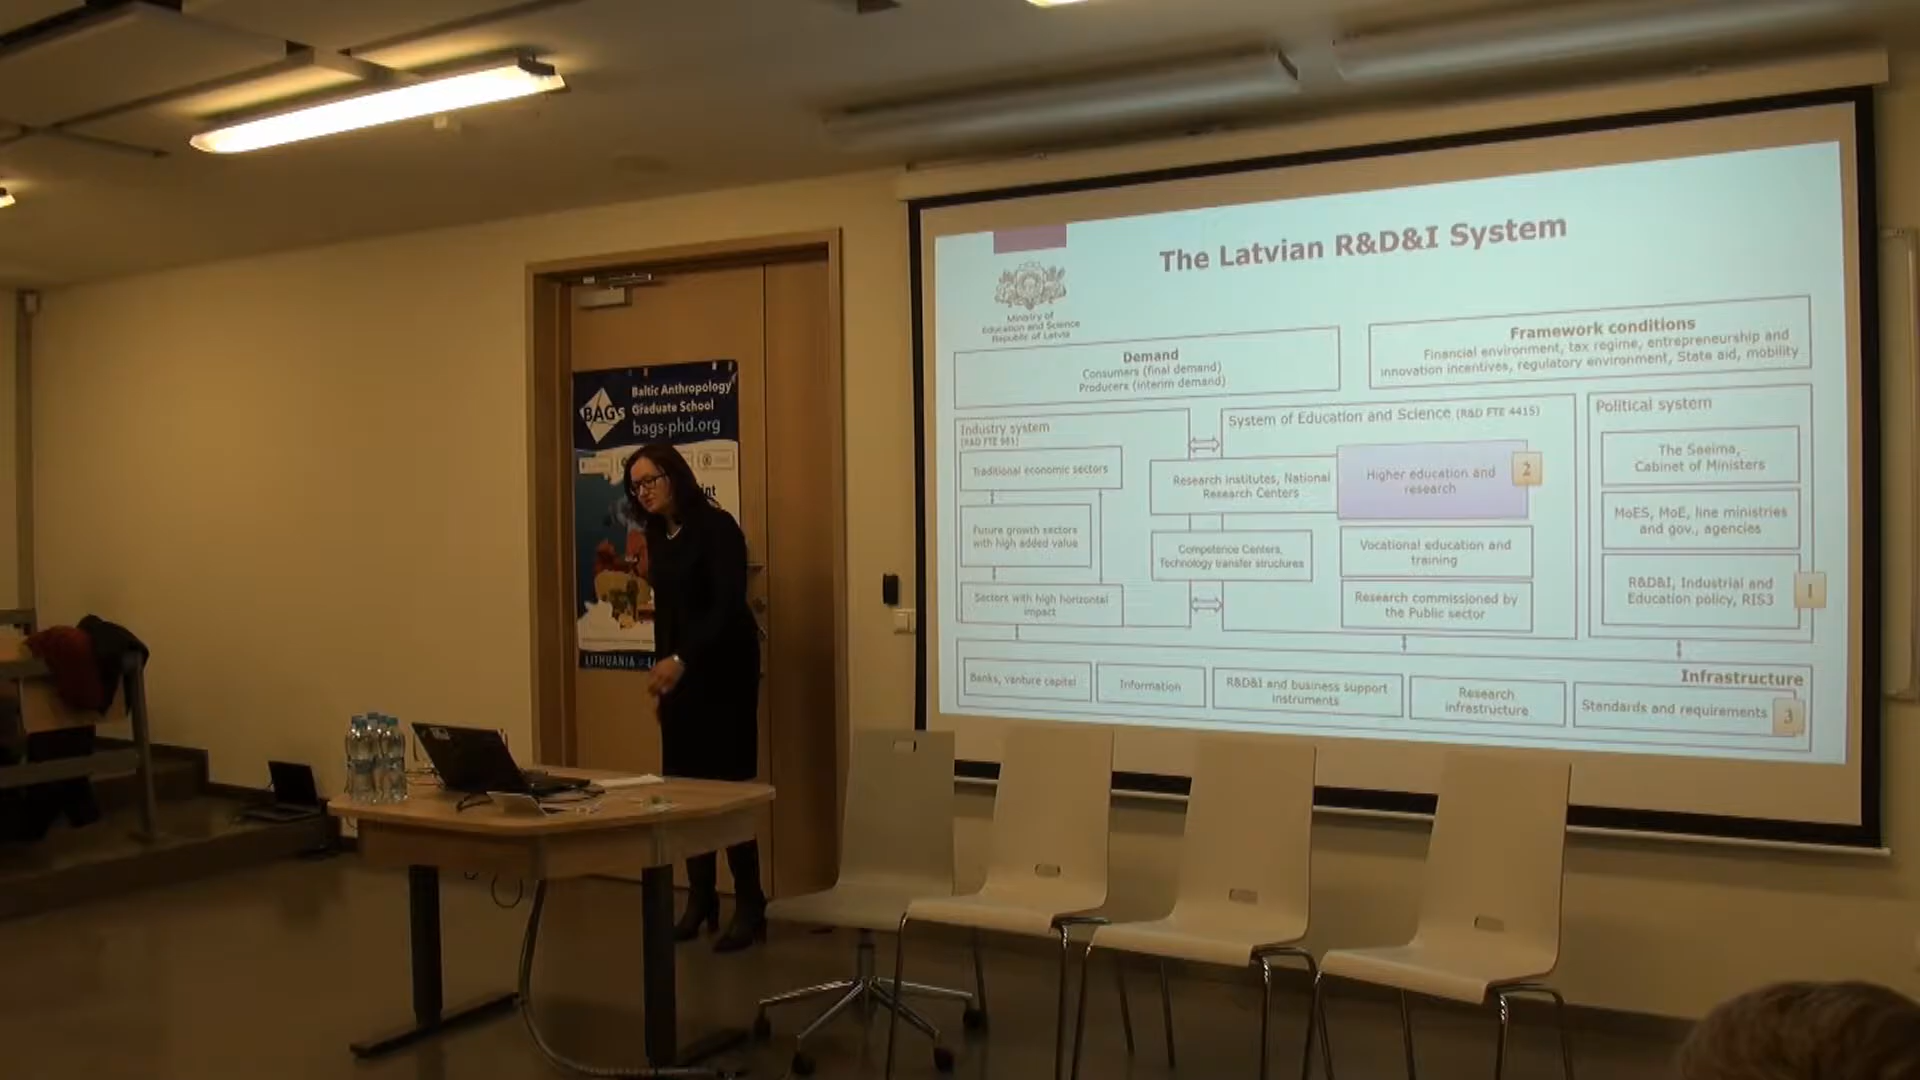 BAGs
Baltic Anthropology
Graduate School
bags-phd.org
LITHUANIA
The Latvian R&D&I System
Ministry of
Education and Science
Republic of Latvia
Demand
Consumers (final demand)
Producers (interim demand)
Framework conditions
Financial environment, tax regime, entrepreneurship and
innovation incentives, regulatory environment, State aid, mobility
Industry system
Traditional economic sectors
Future growth sectors
with high added value
Sectors with high horizontal
impact
System of Education and Science (R&D FTE 4415)
Research institutes, National
Research Centers
Higher education and
research
2
Competence Centers,
Technology transfer structures
Vocational education and
training
Research commissioned by
the Public sector
Political system
The Saeima,
Cabinet of Ministers
MoES, MoE, line ministries
and gov., agencies
R&D&I, Industrial and
Education policy, RIS3
1
Infrastructure
Banks, venture capital
Information
R&D&I and business support
instruments
Research
infrastructure
Standards and requirements
3